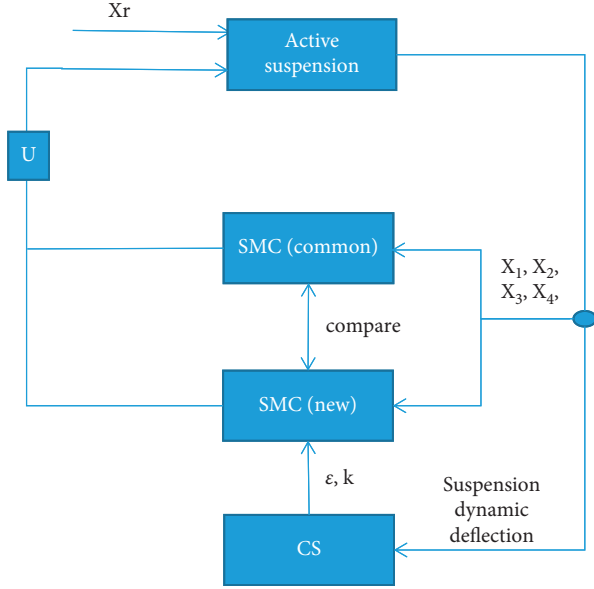 Xr
Active
suspension
U
SMC (common)
X₁, X₂,
X₃, X₄,
compare
SMC (new)
ε, k
Suspension
dynamic
deflection
CS